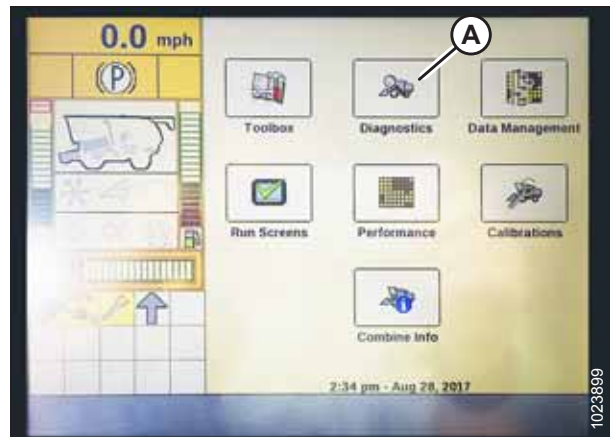 0.0 mph
(P)
A
Toolbox
Diagnostics
Data Management
Run Screens
Performance
Calibrations
Combine Info
2:34 pm - Aug 28, 2017
1023899